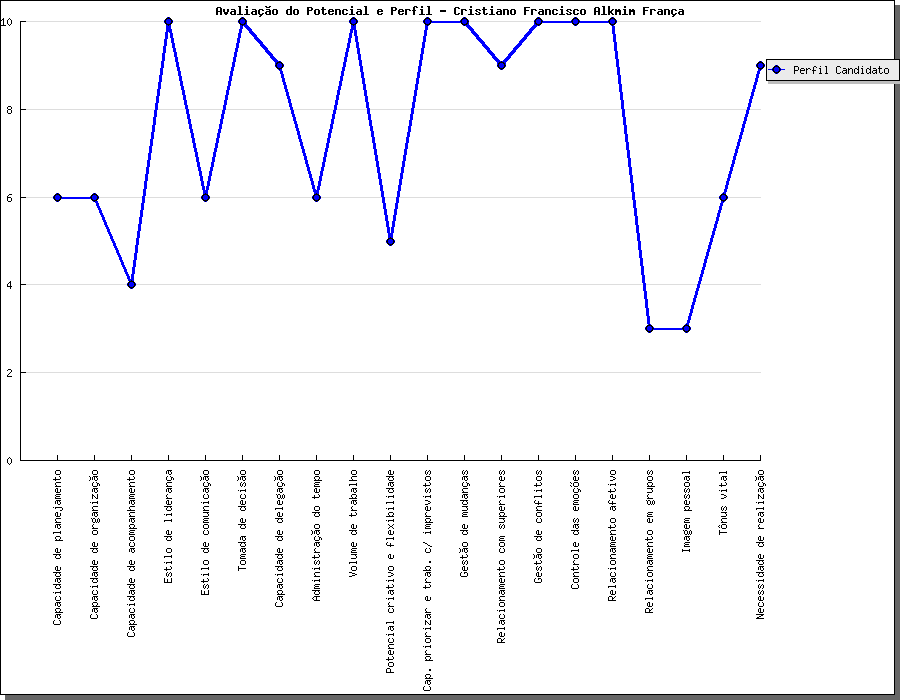 Avaliação do Potencial e Perfil - Cristiano Francisco Alkmim França
10
8
6
4
2
0
Perfil Candidato
Capacidade de planejamento
Capacidade de organização
Capacidade de acompanhamento
Estilo de liderança
Estilo de comunicação
Tomada de decisão
Capacidade de delegação
Administração do tempo
Volume de trabalho
Potencial criativo e flexibilidade
Cap. priorizar e trab. c/ imprevistos
Gestão de mudanças
Relacionamento com superiores
Gestão de conflitos
Controle das emoções
Relacionamento afetivo
Relacionamento em grupos
Imagem pessoal
Tônus vital
Necessidade de realização